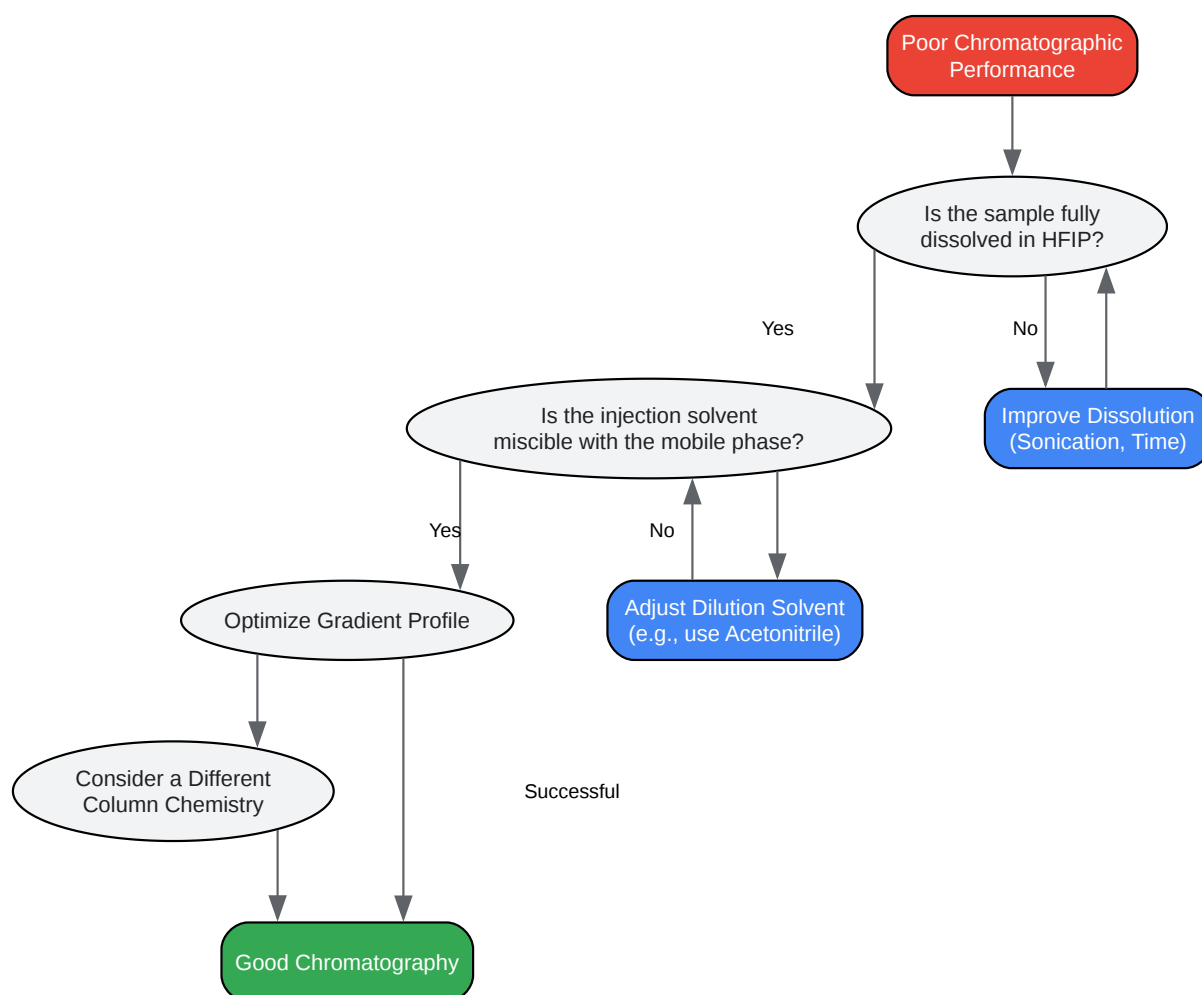 Poor Chromatographic
Performance
Is the sample fully
dissolved in HFIP?
Yes
No
Improve Dissolution
(Sonication, Time)
Is the injection solvent
miscible with the mobile phase?
Yes
No
Adjust Dilution Solvent
(e.g., use Acetonitrile)
Optimize Gradient Profile
Consider a Different
Column Chemistry
Successful
Good Chromatography